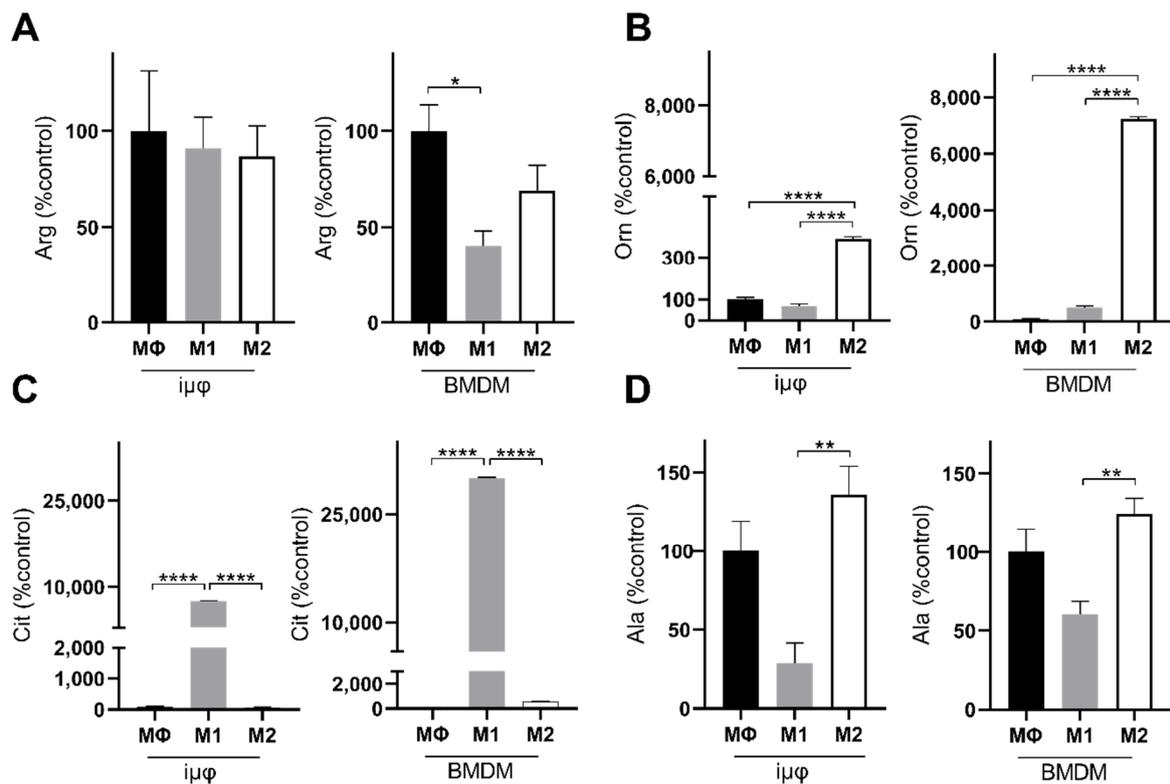 A
Arg (%control)
100
50
0
MΦ M1 M2
iμφ
Arg (%control)
100
50
0
*
MΦ M1 M2
BMDM
B
Orn (%control)
8,000
6,000
300
100
0
****
****
MΦ M1 M2
iμφ
Orn (%control)
8,000
6,000
4,000
2,000
0
****
****
MΦ M1 M2
BMDM
C
Cit (%control)
25,000
10,000
2,000
1,000
0
**** ****
MΦ M1 M2
iμφ
Cit (%control)
25,000
10,000
2,000
0
**** ****
MΦ M1 M2
BMDM
D
Ala (%control)
150
100
50
0
**
MΦ M1 M2
iμφ
Ala (%control)
150
100
50
0
**
MΦ M1 M2
BMDM